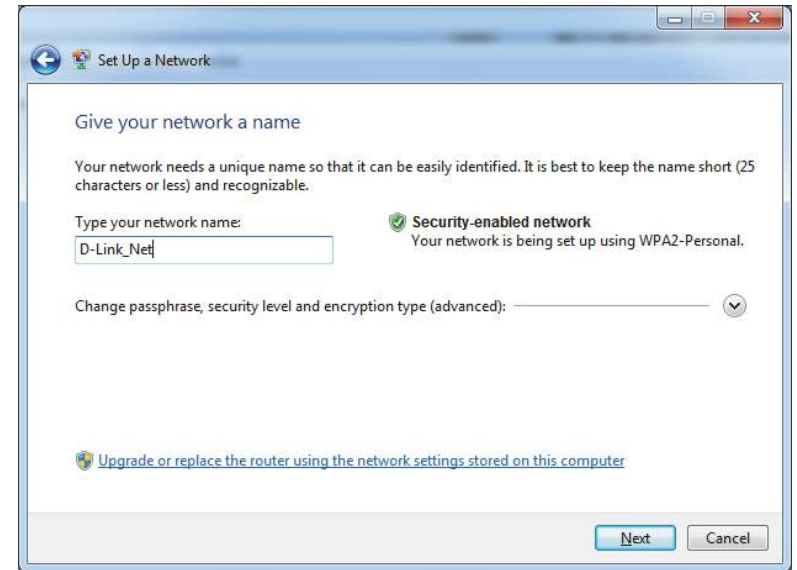 Set Up a Network
Give your network a name
Your network needs a unique name so that it can be easily identified. It is best to keep the name short (25
characters or less) and recognizable.
Type your network name:
D-Link_Net
Security-enabled network
Your network is being set up using WPA2-Personal.
Change passphrase, security level and encryption type (advanced):
Upgrade or replace the router using the network settings stored on this computer
Next
Cancel